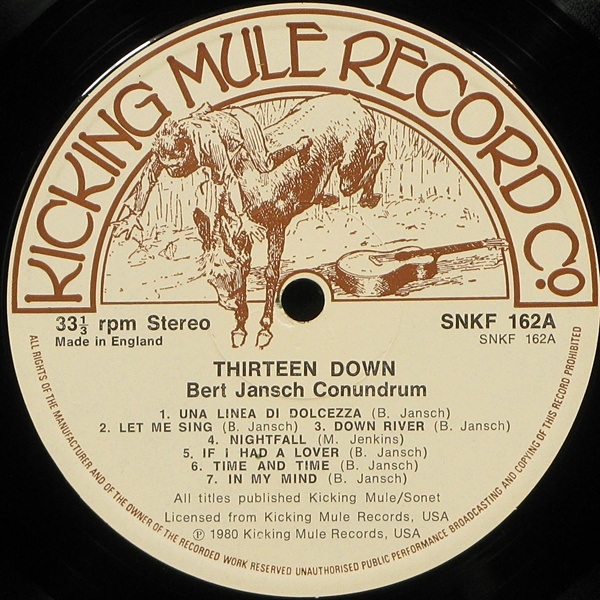 KICKING MULE RECORD Co.
33⅓ rpm Stereo
Made in England
SNKF 162A
SNKF 162A
THIRTEEN DOWN
Bert Jansch Conundrum
1. UNA LINEA DI DOLCEZZA (B. Jansch)
2. LET ME SING (B. Jansch) 3. DOWN RIVER (B. Jansch)
4. NIGHTFALL (M. Jenkins)
5. IF I HAD A LOVER (B. Jansch)
6. TIME AND TIME (B. Jansch)
7. IN MY MIND (B. Jansch)
All titles published Kicking Mule/Sonet
Licensed from Kicking Mule Records, USA
℗ 1980 Kicking Mule Records, USA
ALL RIGHTS OF THE MANUFACTURER AND OF THE OWNER OF THE RECORDED WORK RESERVED UNAUTHORISED PUBLIC PERFORMANCE BROADCASTING AND COPYING OF THIS RECORD PROHIBITED